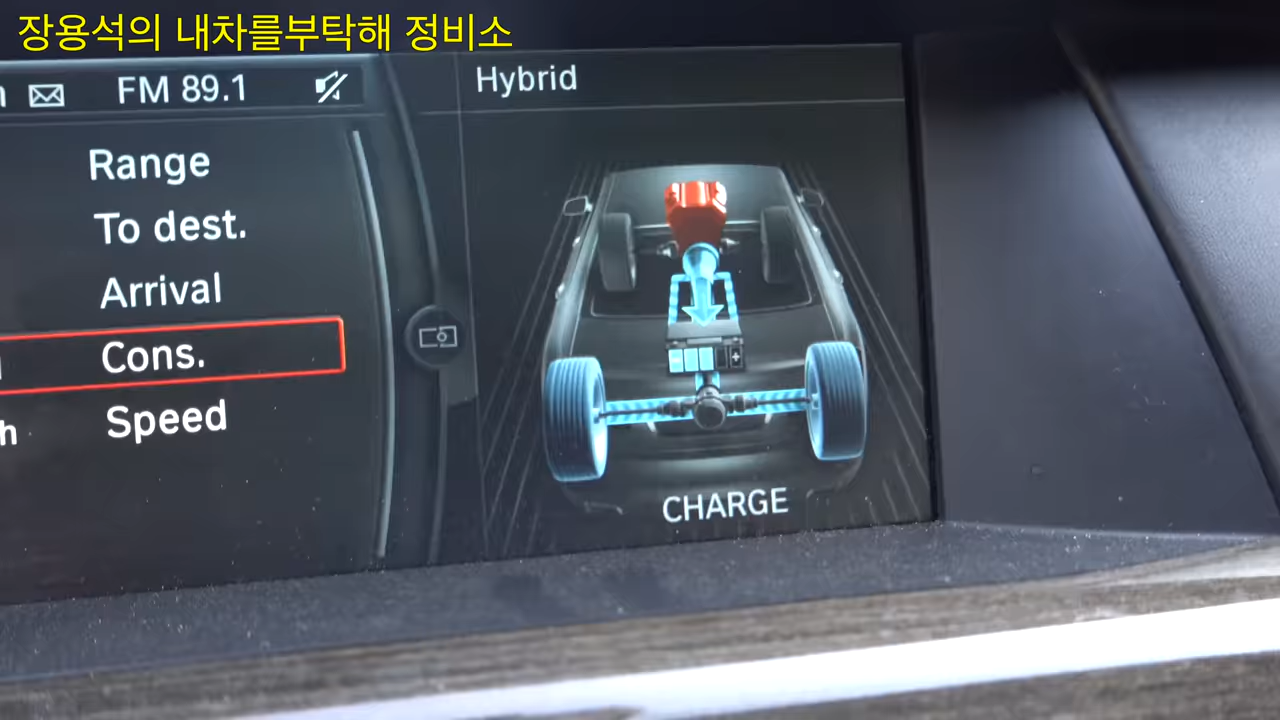 장용석의 내차를부탁해 정비소
FM 89.1
Hybrid
Range
To dest.
Arrival
Cons.
Speed
CHARGE